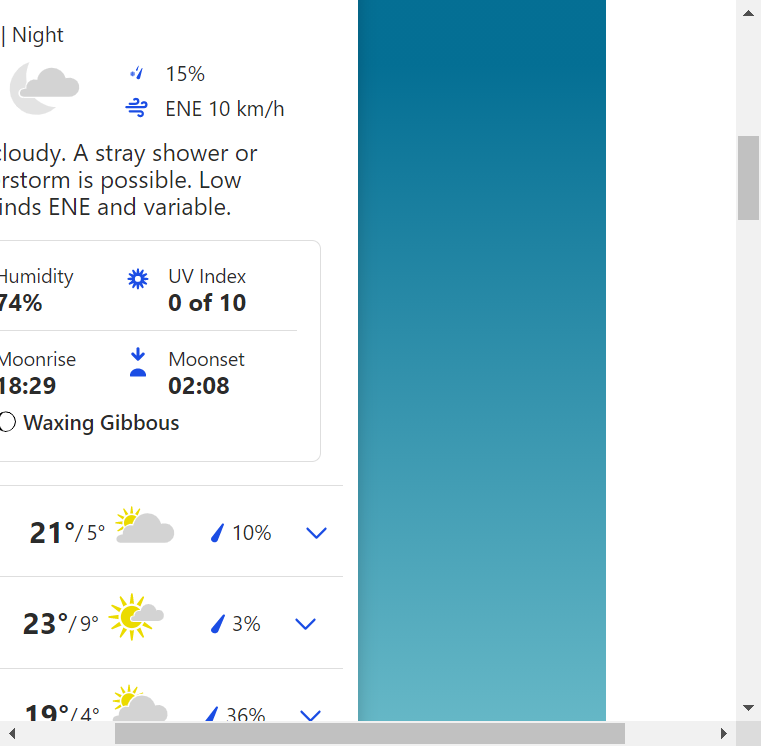 | Night
15%
ENE 10 km/h
cloudy. A stray shower or
rstorm is possible. Low
inds ENE and variable.
Humidity
74%
UV Index
0 of 10
Moonrise
18:29
Moonset
02:08
Waxing Gibbous
21°/5° 10%
23°/9° 3%
19°/4° 36%